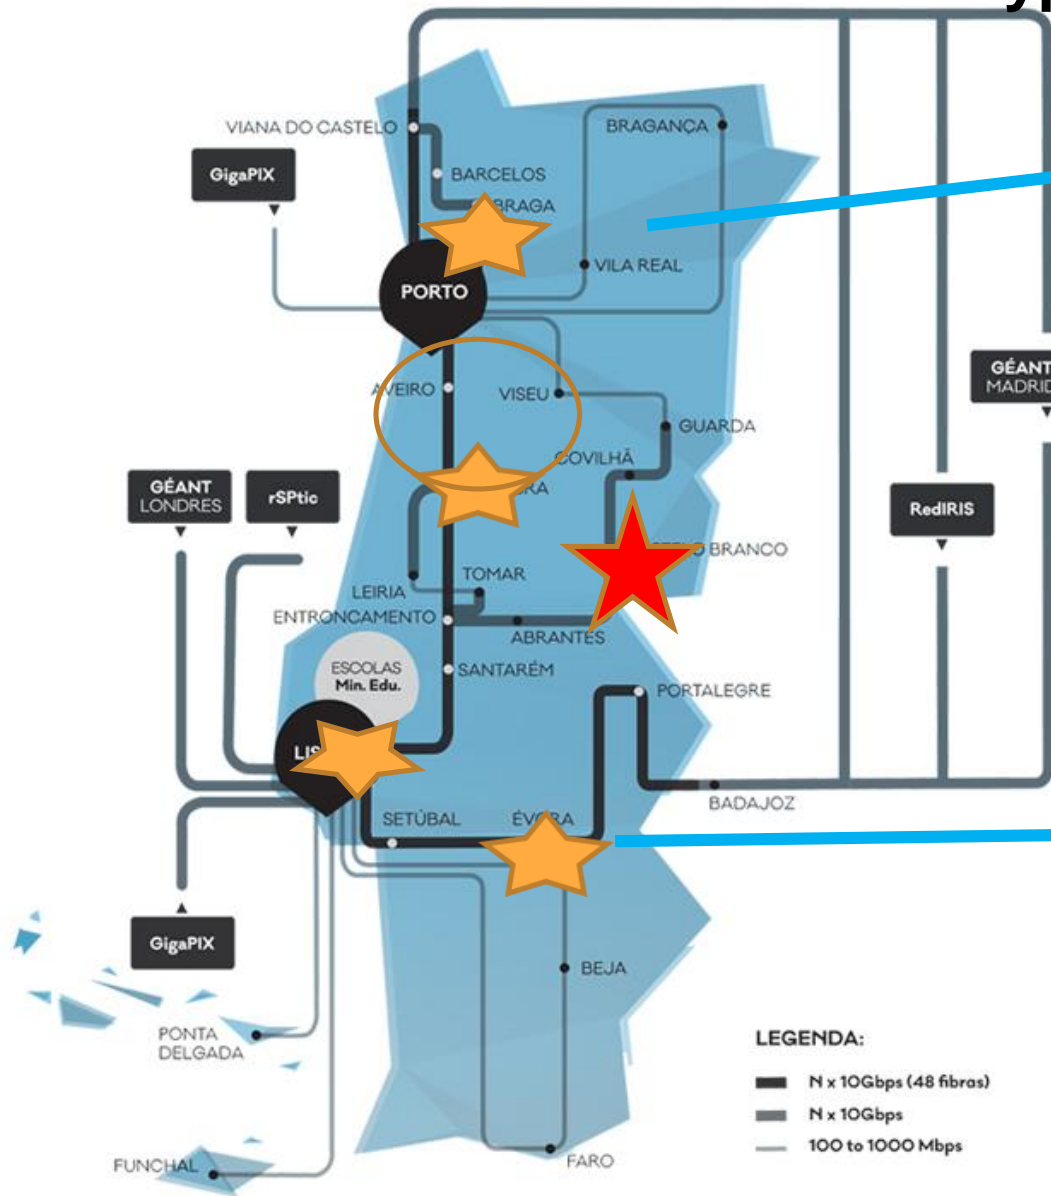 VIANA DO CASTELO
BRAGANÇA
GigaPIX
BARCELOS
BRAGA
VILA REAL
PORTO
AVEIRO
VISEU
GÉANT
MADRID
GUARDA
COVILHÃ
GÉANT
LONDRES
rSPtic
RedIRIS
BRANCO
TOMAR
LEIRIA
ENTRONCAMENTO
ABRANTES
ESCOLAS
Min. Edu.
SANTARÉM
PORTALEGRE
LIS
BADAJOZ
SETÚBAL
ÉVORA
GigaPIX
BEJA
PONTA
DELGADA
LEGENDA:
N x 10Gbps (48 fibras)
N x 10Gbps
100 to 1000 Mbps
FUNCHAL
FARO